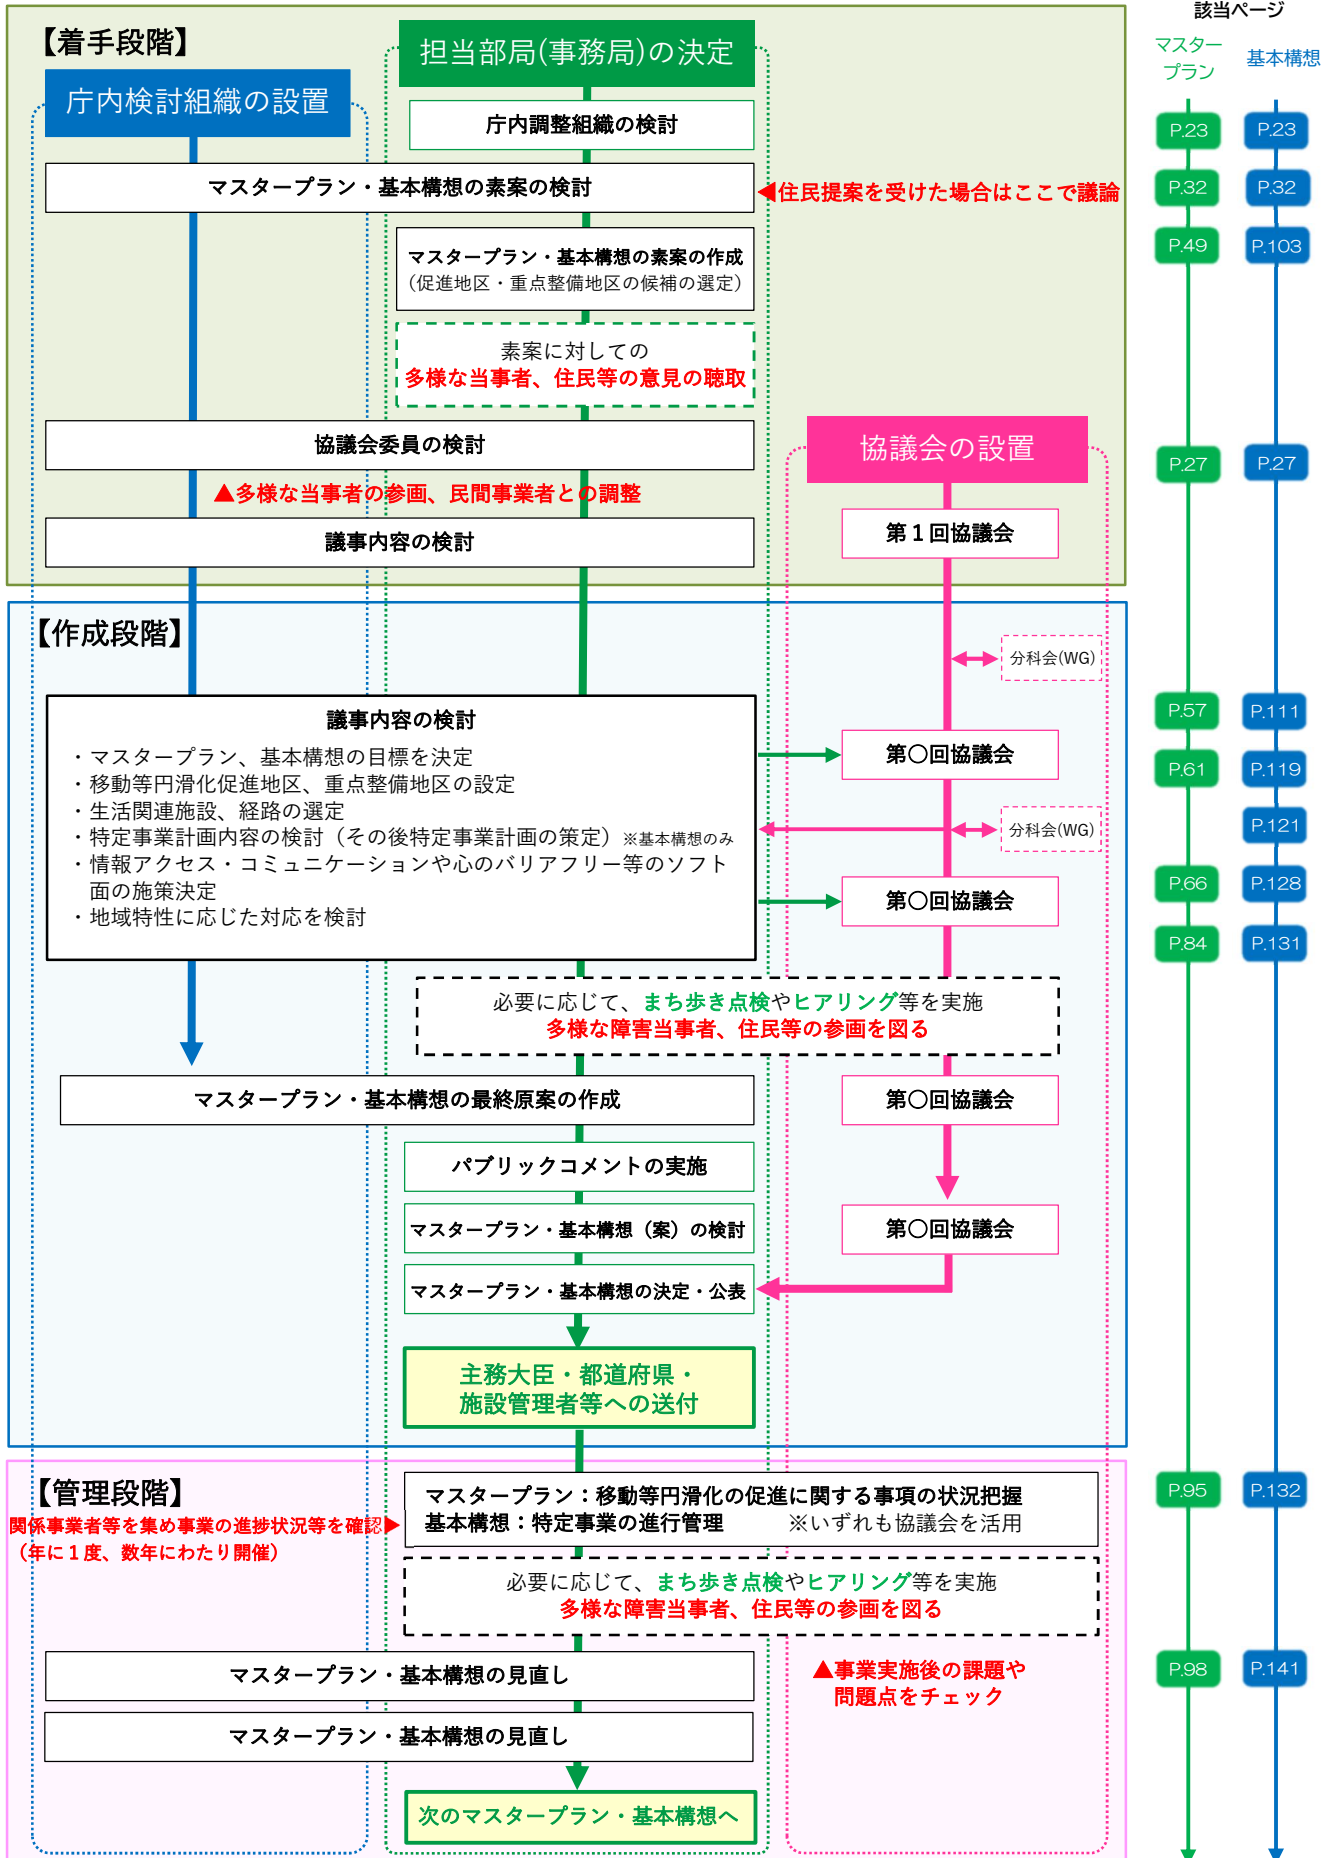 該当ページ
マスター
プラン
基本構想
【着手段階】
担当部局(事務局)の決定
庁内検討組織の設置
庁内調整組織の検討
P.23
P.23
マスタープラン・基本構想の素案の検討
◀住民提案を受けた場合はここで議論
P.32
P.32
マスタープラン・基本構想の素案の作成
(促進地区・重点整備地区の候補の選定)
P.49
P.103
素案に対しての
多様な当事者、住民等の意見の聴取
協議会委員の検討
協議会の設置
P.27
P.27
▲多様な当事者の参画、民間事業者との調整
議事内容の検討
第1回協議会
【作成段階】
分科会(WG)
議事内容の検討
・マスタープラン、基本構想の目標を決定
・移動等円滑化促進地区、重点整備地区の設定
・生活関連施設、経路の選定
・特定事業計画内容の検討（その後特定事業計画の策定）※基本構想のみ
・情報アクセス・コミュニケーションや心のバリアフリー等のソフト
面の施策決定
・地域特性に応じた対応を検討
第〇回協議会
分科会(WG)
第〇回協議会
P.57
P.111
P.61
P.119
P.121
P.66
P.128
P.84
P.131
必要に応じて、まち歩き点検やヒアリング等を実施
多様な障害当事者、住民等の参画を図る
マスタープラン・基本構想の最終原案の作成
第〇回協議会
パブリックコメントの実施
マスタープラン・基本構想（案）の検討
第〇回協議会
マスタープラン・基本構想の決定・公表
主務大臣・都道府県・
施設管理者等への送付
【管理段階】
関係事業者等を集め事業の進捗状況等を確認▶
（年に1度、数年にわたり開催）
マスタープラン：移動等円滑化の促進に関する事項の状況把握
基本構想：特定事業の進行管理　　※いずれも協議会を活用
P.95
P.132
必要に応じて、まち歩き点検やヒアリング等を実施
多様な障害当事者、住民等の参画を図る
マスタープラン・基本構想の見直し
▲事業実施後の課題や
問題点をチェック
P.98
P.141
マスタープラン・基本構想の見直し
次のマスタープラン・基本構想へ